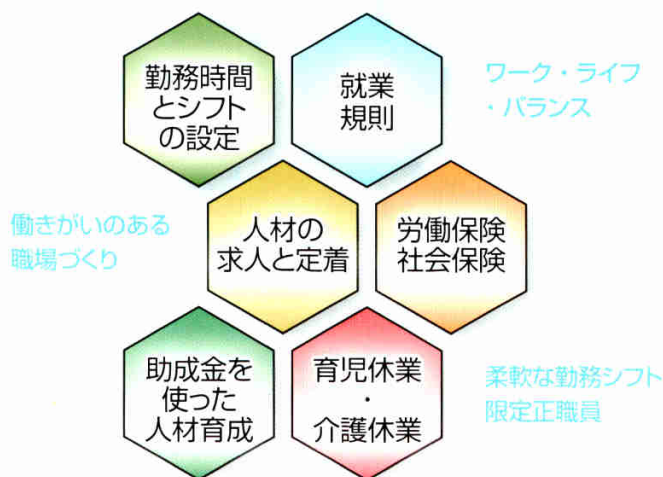 勤務時間
とシフト
の設定
就業
規則
ワーク・ライフ
・バランス
働きがいのある
職場づくり
人材の
求人と定着
労働保険
社会保険
助成金を
使った
人材育成
育児休業
・
介護休業
柔軟な勤務シフト
限定正職員